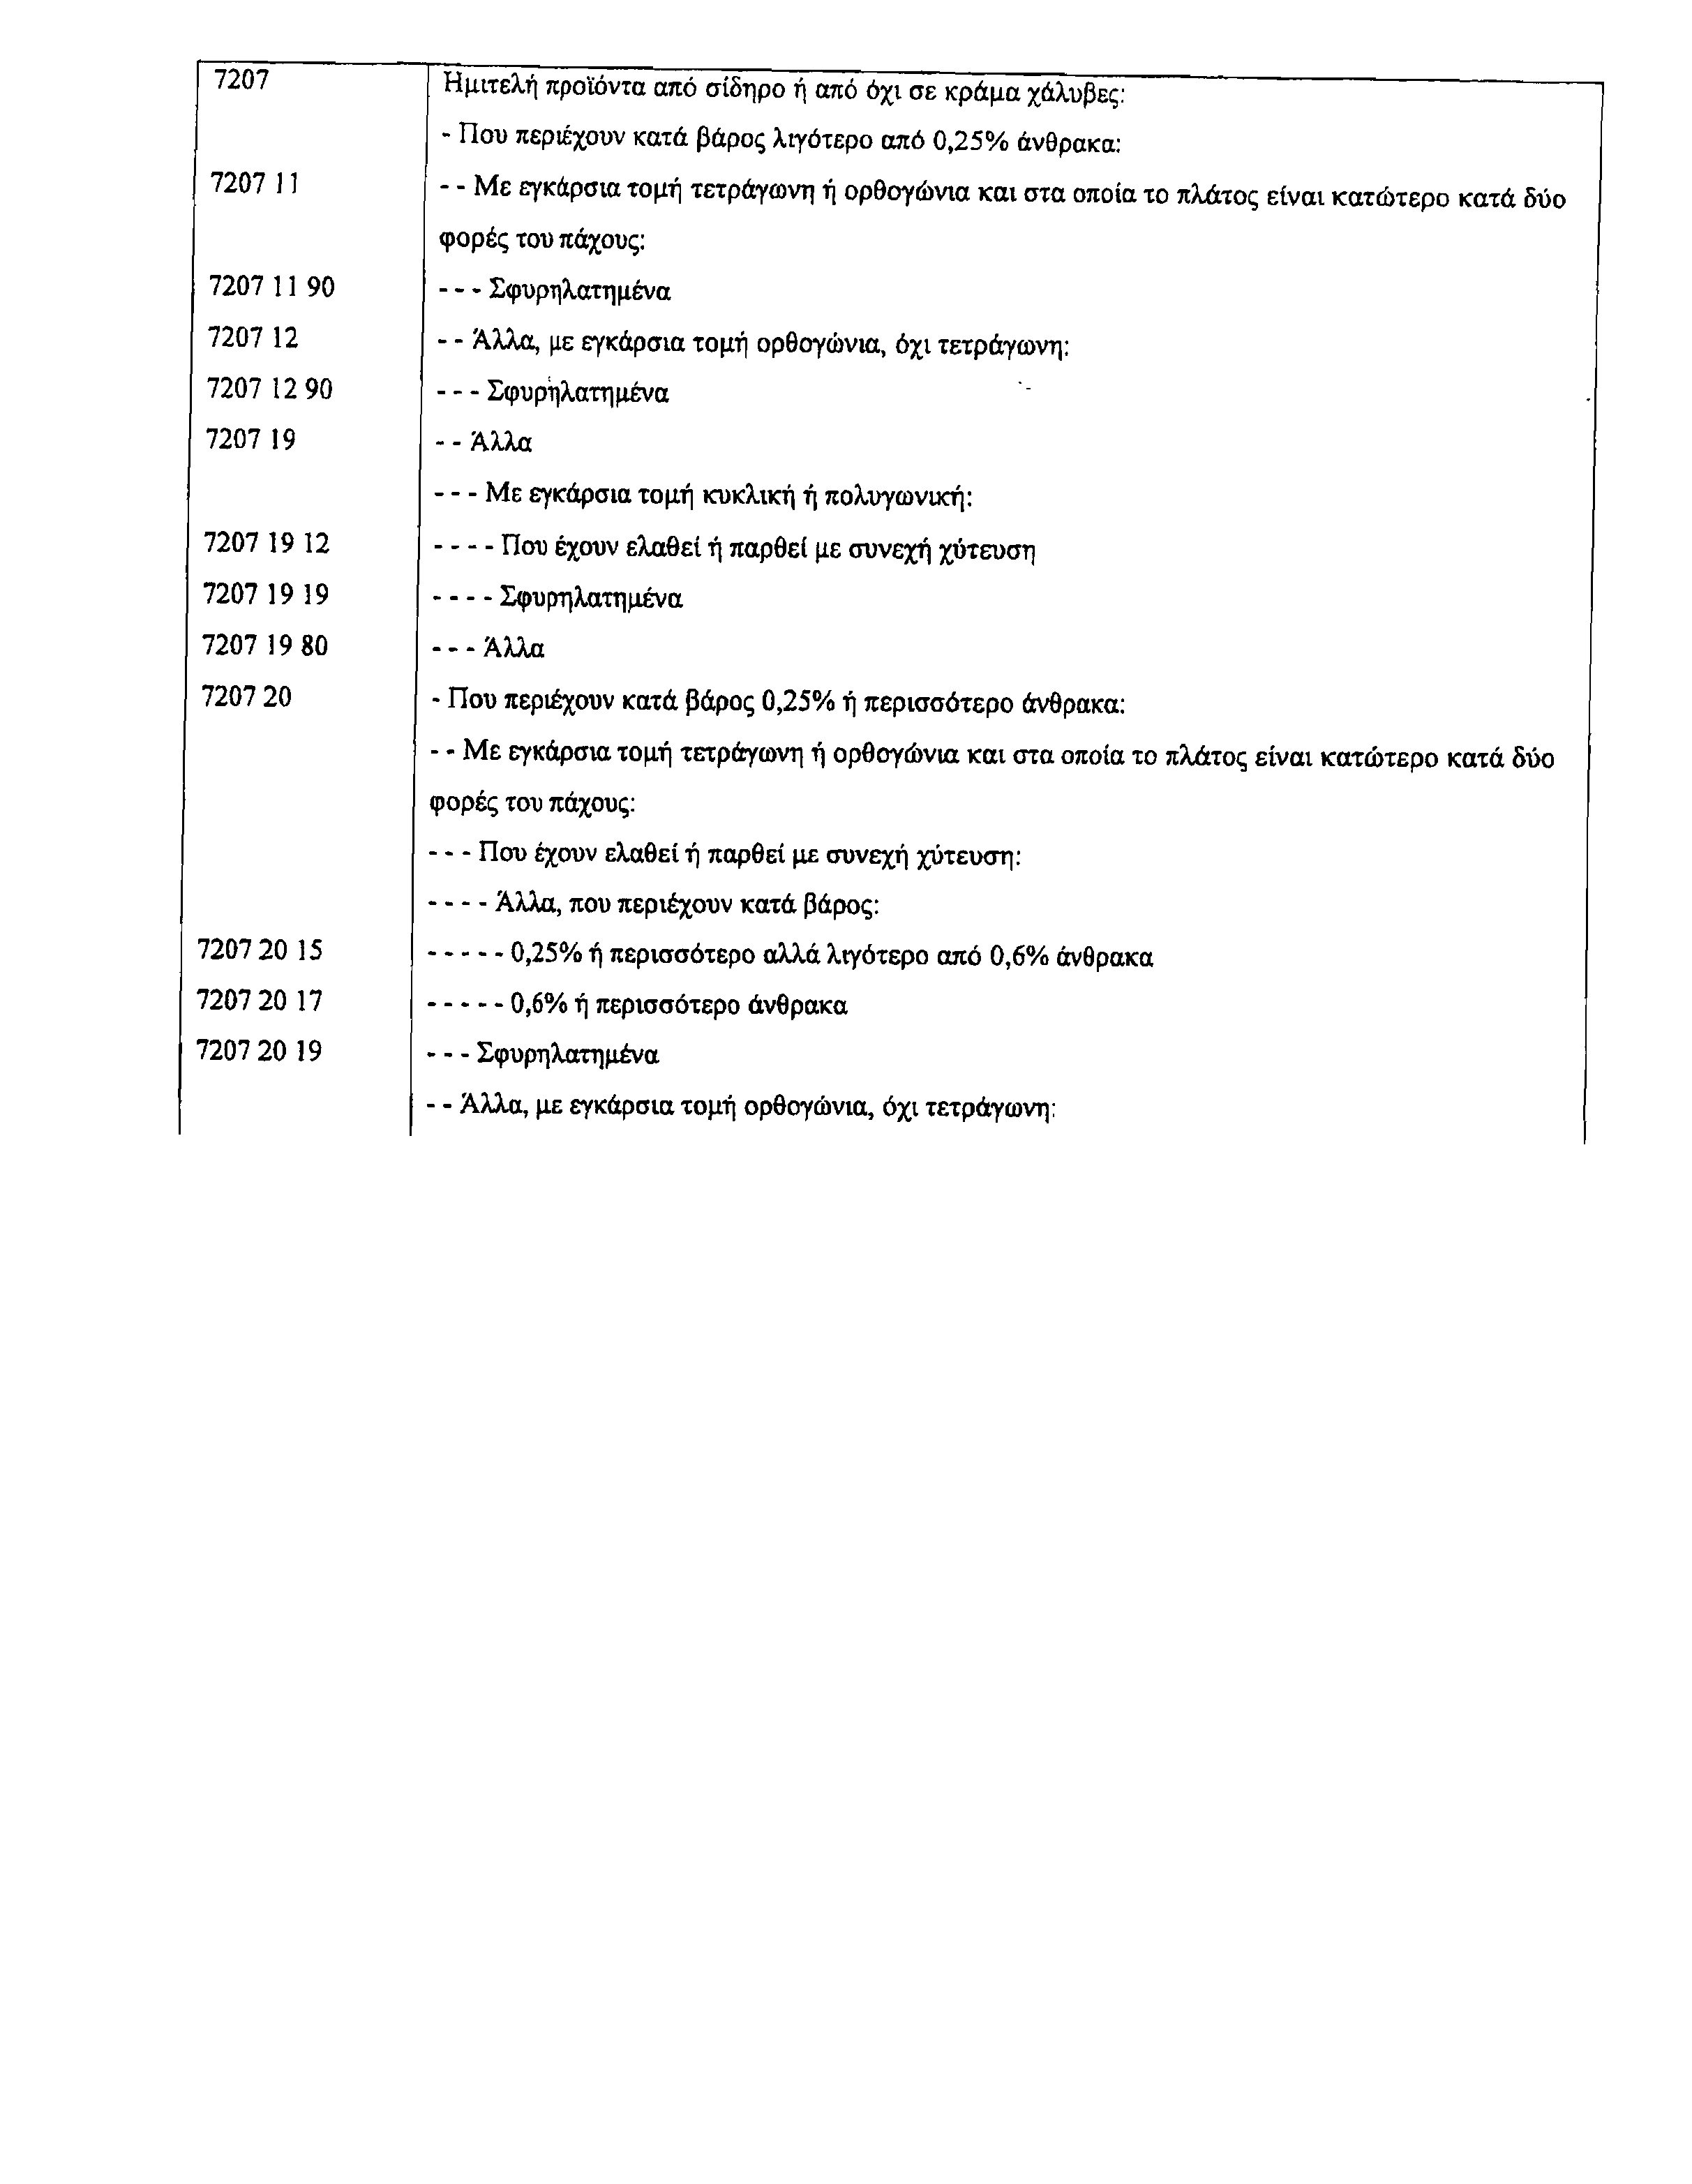 7207 Ημιτελή προϊόντα από σίδηρο ή από όχι σε κράμα χάλυβες:
- Που περιέχουν κατά βάρος λιγότερο από 0,25% άνθρακα:
7207 11 - - Με εγκάρσια τομή τετράγωνη ή ορθογώνια και στα οποία το πλάτος είναι κατώτερο κατά δύο
φορές του πάχους:
7207 11 90 - - - Σφυρηλατημένα
7207 12 - - Άλλα, με εγκάρσια τομή ορθογώνια, όχι τετράγωνη:
7207 12 90 - - - Σφυρηλατημένα
7207 19 - - Άλλα
- - - Με εγκάρσια τομή κυκλική ή πολυγωνική:
7207 19 12 - - - - Που έχουν ελαθεί ή παρθεί με συνεχή χύτευση
7207 19 19 - - - - Σφυρηλατημένα
7207 19 80 - - - Άλλα
7207 20 - Που περιέχουν κατά βάρος 0,25% ή περισσότερο άνθρακα:
- - Με εγκάρσια τομή τετράγωνη ή ορθογώνια και στα οποία το πλάτος είναι κατώτερο κατά δύο
φορές του πάχους:
- - - Που έχουν ελαθεί ή παρθεί με συνεχή χύτευση:
- - - - Άλλα, που περιέχουν κατά βάρος:
7207 20 15 - - - - - 0,25% ή περισσότερο αλλά λιγότερο από 0,6% άνθρακα
7207 20 17 - - - - - 0,6% ή περισσότερο άνθρακα
7207 20 19 - - - Σφυρηλατημένα
- - Άλλα, με εγκάρσια τομή ορθογώνια, όχι τετράγωνη: